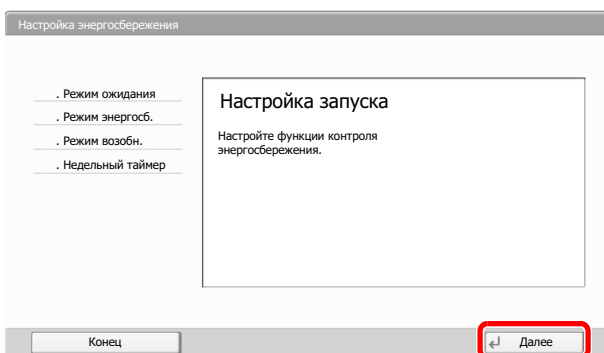 Настройка энергосбережения
. Режим ожидания
. Режим энергосб.
. Режим возобн.
. Недельный таймер
Настройка запуска
Настройте функции контроля
энергосбережения.
Конец
Далее